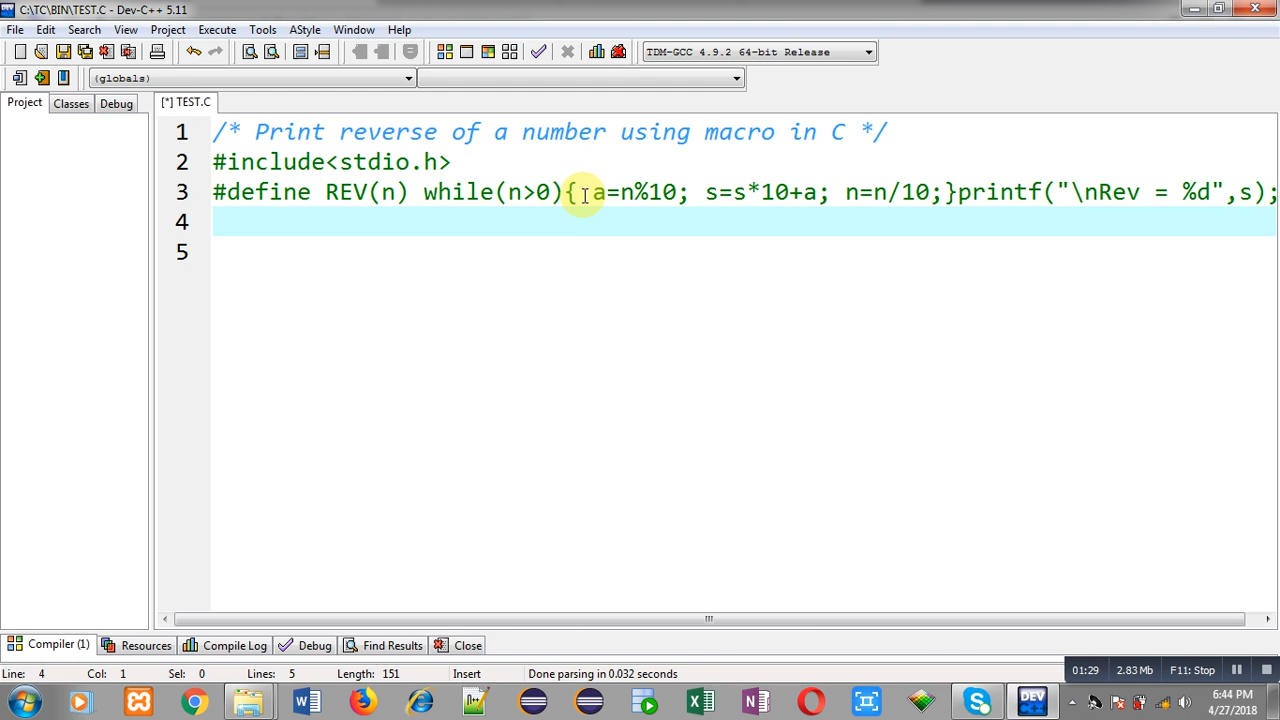 C:\TC\BIN\TEST.C - Dev-C++ 5.11
File Edit Search View Project Execute Tools AStyle Window Help
TDM-GCC 4.9.2 64-bit Release
(globals)
Project Classes Debug [*] TEST.C
1 /* Print reverse of a number using macro in C */
2 #include<stdio.h>
3 #define REV(n) while(n>0){ a=n%10; s=s*10+a; n=n/10;}printf("\nRev = %d",s);
4
5
Compiler (1) Resources Compile Log Debug Find Results Close
Line: 4 Col: 1 Sel: 0 Lines: 5 Length: 151 Insert Done parsing in 0.032 seconds 01:29 2.83 Mb F11: Stop
DEV
6:44 PM
4/27/2018